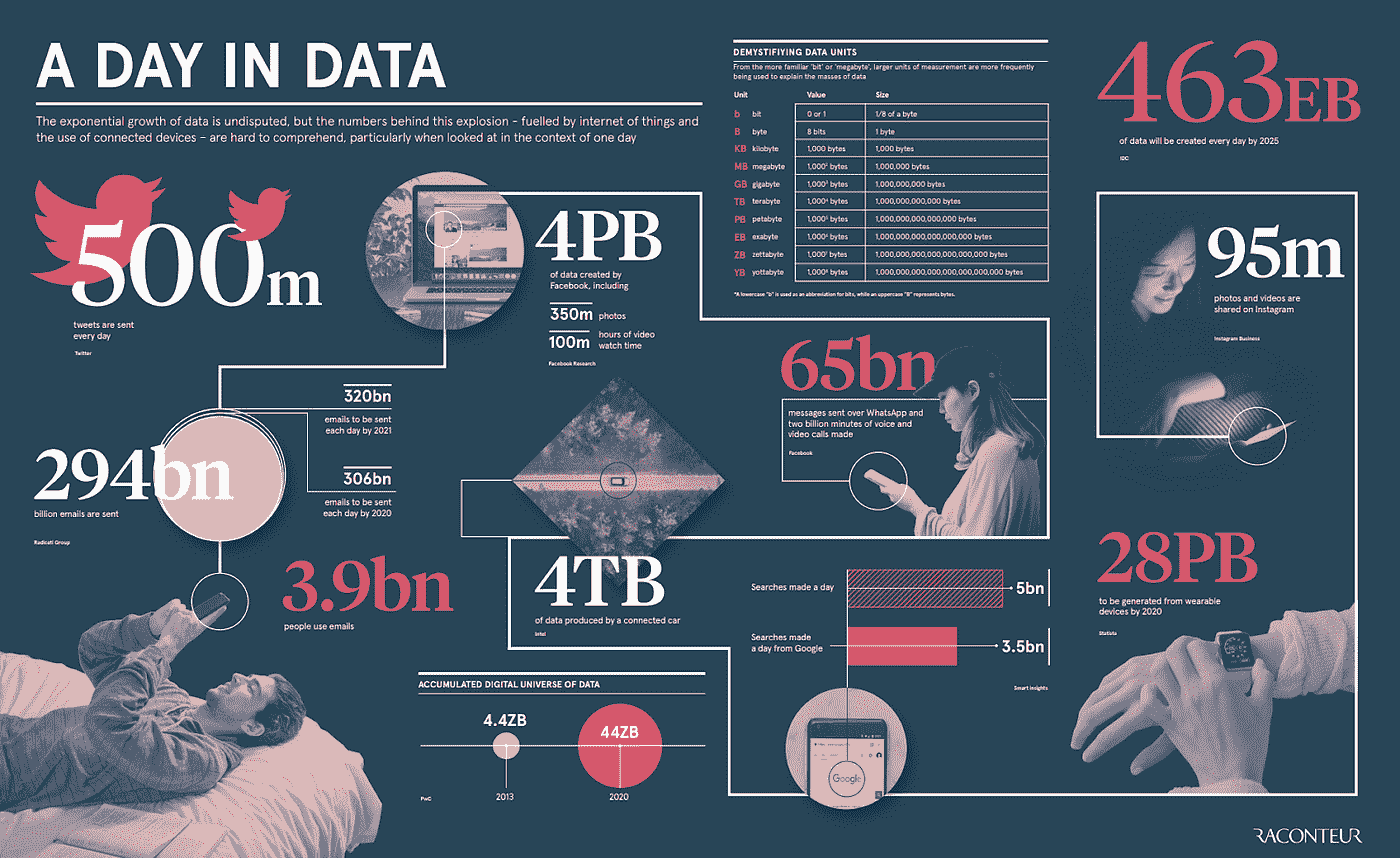 A DAY IN DATA
The exponential growth of data is undisputed, but the numbers behind this explosion - fuelled by internet of things and
the use of connected devices – are hard to comprehend, particularly when looked at in the context of one day
500m
tweets are sent
every day
Twitter
4PB
of data created by
Facebook, including
350m photos
100m hours of video
watch time
Facebook Research
DEMYSTIFIYING DATA UNITS
From the more familiar 'bit' or 'megabyte', larger units of measurement are more frequently
being used to explain the masses of data
Unit Value Size
b bit 0 or 1 1/8 of a byte
B byte 8 bits 1 byte
KB kilobyte 1,000 bytes 1,000 bytes
MB megabyte 1,000² bytes 1,000,000 bytes
GB gigabyte 1,000³ bytes 1,000,000,000 bytes
TB terabyte 1,000⁴ bytes 1,000,000,000,000 bytes
PB petabyte 1,000⁵ bytes 1,000,000,000,000,000 bytes
EB exabyte 1,000⁶ bytes 1,000,000,000,000,000,000 bytes
ZB zettabyte 1,000⁷ bytes 1,000,000,000,000,000,000,000 bytes
YB yottabyte 1,000⁸ bytes 1,000,000,000,000,000,000,000,000 bytes
*A lowercase "b" is used as an abbreviation for bits, while an uppercase "B" represents bytes.
463EB
of data will be created every day by 2025
IDC
95m
photos and videos are
shared on Instagram
Instagram Business
65bn
messages sent over WhatsApp and
two billion minutes of voice and
video calls made
Facebook
320bn
emails to be sent
each day by 2021
306bn
emails to be sent
each day by 2020
294bn
billion emails are sent
Radicati Group
3.9bn
people use emails
4TB
of data produced by a connected car
Intel
Searches made a day 5bn
Searches made
a day from Google 3.5bn
Smart Insights
Google
28PB
to be generated from wearable
devices by 2020
Statista
ACCUMULATED DIGITAL UNIVERSE OF DATA
4.4ZB
44ZB
2013
2020
PwC
RACONTEUR